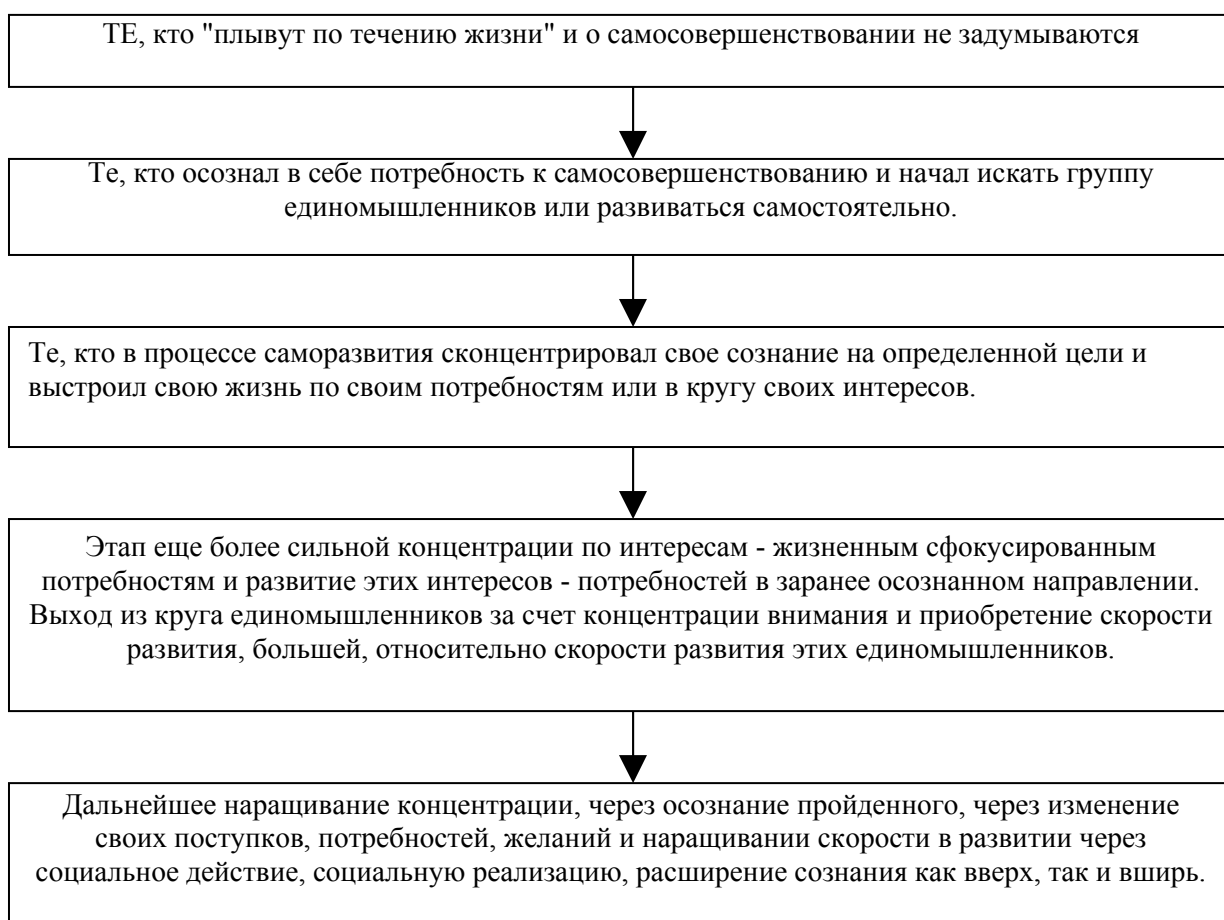 ТЕ, кто "плывут по течению жизни" и о самосовершенствовании не задумываются
Те, кто осознал в себе потребность к самосовершенствованию и начал искать группу
единомышленников или развиваться самостоятельно.
Те, кто в процессе саморазвития сконцентрировал свое сознание на определенной цели и
выстроил свою жизнь по своим потребностям или в кругу своих интересов.
Этап еще более сильной концентрации по интересам - жизненным сфокусированным
потребностям и развитие этих интересов - потребностей в заранее осознанном направлении.
Выход из круга единомышленников за счет концентрации внимания и приобретение скорости
развития, большей, относительно скорости развития этих единомышленников.
Дальнейшее наращивание концентрации, через осознание пройденного, через изменение
своих поступков, потребностей, желаний и наращивании скорости в развитии через
социальное действие, социальную реализацию, расширение сознания как вверх, так и вширь.